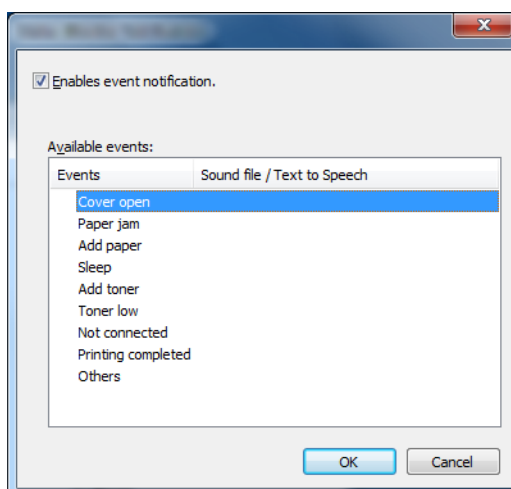 Enables event notification.
Available events:
Events Sound file / Text to Speech
Cover open
Paper jam
Add paper
Sleep
Add toner
Toner low
Not connected
Printing completed
Others
OK Cancel